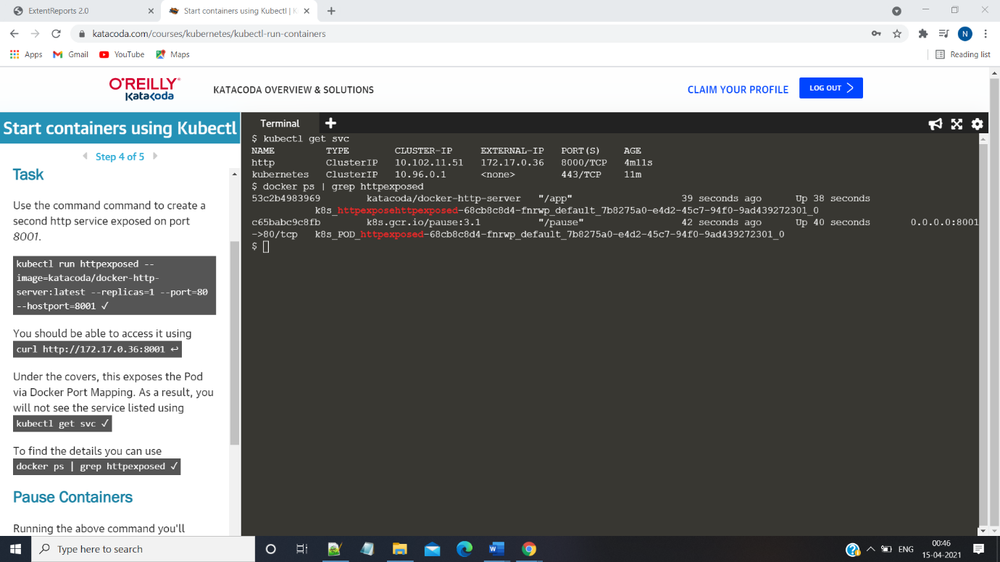 ExtentReports 2.0
Start containers using Kubectl | K
katacoda.com/courses/kubernetes/kubectl-run-containers
N
Apps Gmail YouTube Maps Reading list
O'REILLY®
Katacoda
KATACODA OVERVIEW & SOLUTIONS
CLAIM YOUR PROFILE
LOG OUT
Start containers using Kubectl
Step 4 of 5
Task
Use the command command to create a
second http service exposed on port
8001.
kubectl run httpexposed --
image=katacoda/docker-http-
server:latest --replicas=1 --port=80
--hostport=8001 ✓
You should be able to access it using
curl http://172.17.0.36:8001 ↩
Under the covers, this exposes the Pod
via Docker Port Mapping. As a result, you
will not see the service listed using
kubectl get svc ✓
To find the details you can use
docker ps | grep httpexposed ✓
Pause Containers
Running the above command you'll
Terminal
$ kubectl get svc
NAME TYPE CLUSTER-IP EXTERNAL-IP PORT(S) AGE
http ClusterIP 10.102.11.51 172.17.0.36 8000/TCP 4m11s
kubernetes ClusterIP 10.96.0.1 <none> 443/TCP 11m
$ docker ps | grep httpexposed
53c2b4983969 katacoda/docker-http-server "/app" 39 seconds ago Up 38 seconds
k8s_httpexposehttpexposed-68cb8c8d4-fnrwp_default_7b8275a0-e4d2-45c7-94f0-9ad439272301_0
c65babc9c8fb k8s.gcr.io/pause:3.1 "/pause" 42 seconds ago Up 40 seconds 0.0.0.0:8001
->80/tcp k8s_POD_httpexposed-68cb8c8d4-fnrwp_default_7b8275a0-e4d2-45c7-94f0-9ad439272301_0
$
Type here to search
ENG
00:46
15-04-2021